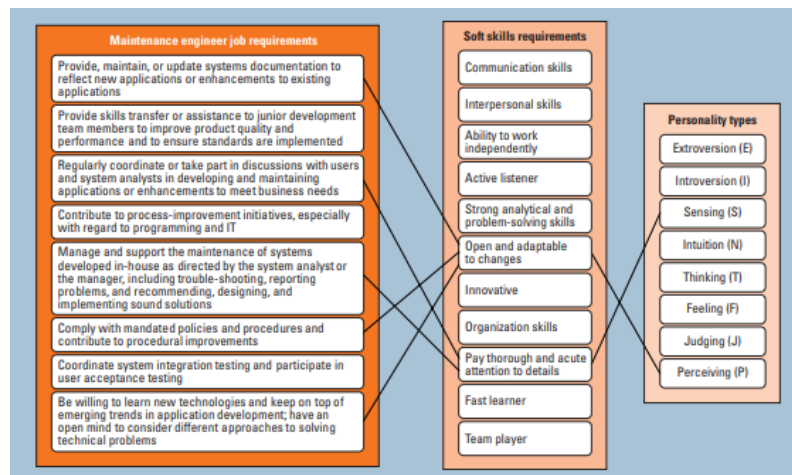 Maintenance engineer job requirements
Provide, maintain, or update systems documentation to
reflect new applications or enhancements to existing
applications
Provide skills transfer or assistance to junior development
team members to improve product quality and
performance and to ensure standards are implemented
Regularly coordinate or take part in discussions with users
and system analysts in developing and maintaining
applications or enhancements to meet business needs
Contribute to process-improvement initiatives, especially
with regard to programming and IT
Manage and support the maintenance of systems
developed in-house as directed by the system analyst or
the manager, including trouble-shooting, reporting
problems, and recommending, designing, and
implementing sound solutions
Comply with mandated policies and procedures and
contribute to procedural improvements
Coordinate system integration testing and participate in
user acceptance testing
Be willing to learn new technologies and keep on top of
emerging trends in application development; have an
open mind to consider different approaches to solving
technical problems
Soft skills requirements
Communication skills
Interpersonal skills
Ability to work
independently
Active listener
Strong analytical and
problem-solving skills
Open and adaptable
to changes
Innovative
Organization skills
Pay thorough and acute
attention to details
Fast learner
Team player
Personality types
Extroversion (E)
Introversion (I)
Sensing (S)
Intuition (N)
Thinking (T)
Feeling (F)
Judging (J)
Perceiving (P)